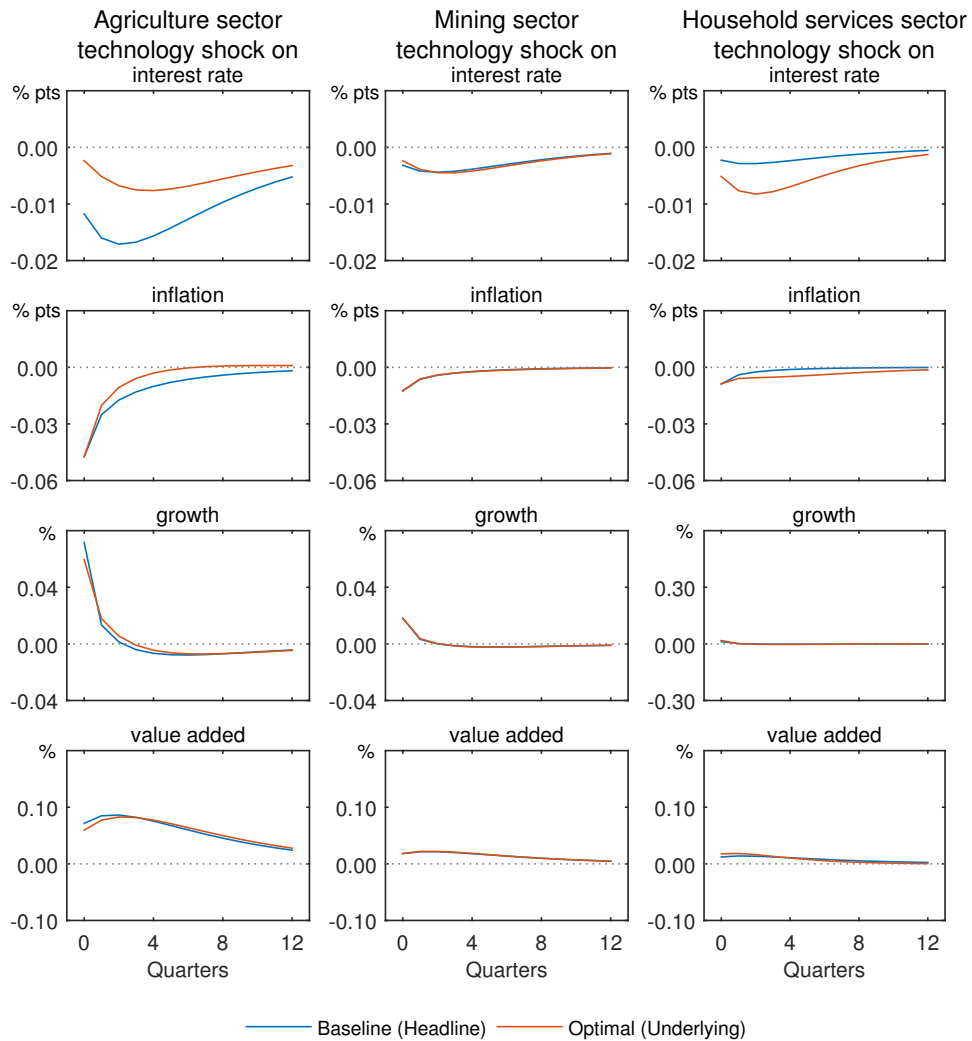 Agriculture sector
technology shock on
interest rate
Mining sector
technology shock on
interest rate
Household services sector
technology shock on
interest rate
% pts
0.00
-0.01
-0.02
% pts
0.00
-0.01
-0.02
% pts
0.00
-0.01
-0.02
inflation
% pts
0.00
-0.03
-0.06
inflation
% pts
0.00
-0.03
-0.06
inflation
% pts
0.00
-0.03
-0.06
growth
%
0.04
0.00
-0.04
growth
%
0.04
0.00
-0.04
growth
%
0.30
0.00
-0.30
value added
%
0.10
0.00
-0.10
0 4 8 12
Quarters
value added
%
0.10
0.00
-0.10
0 4 8 12
Quarters
value added
%
0.10
0.00
-0.10
0 4 8 12
Quarters
Baseline (Headline) Optimal (Underlying)